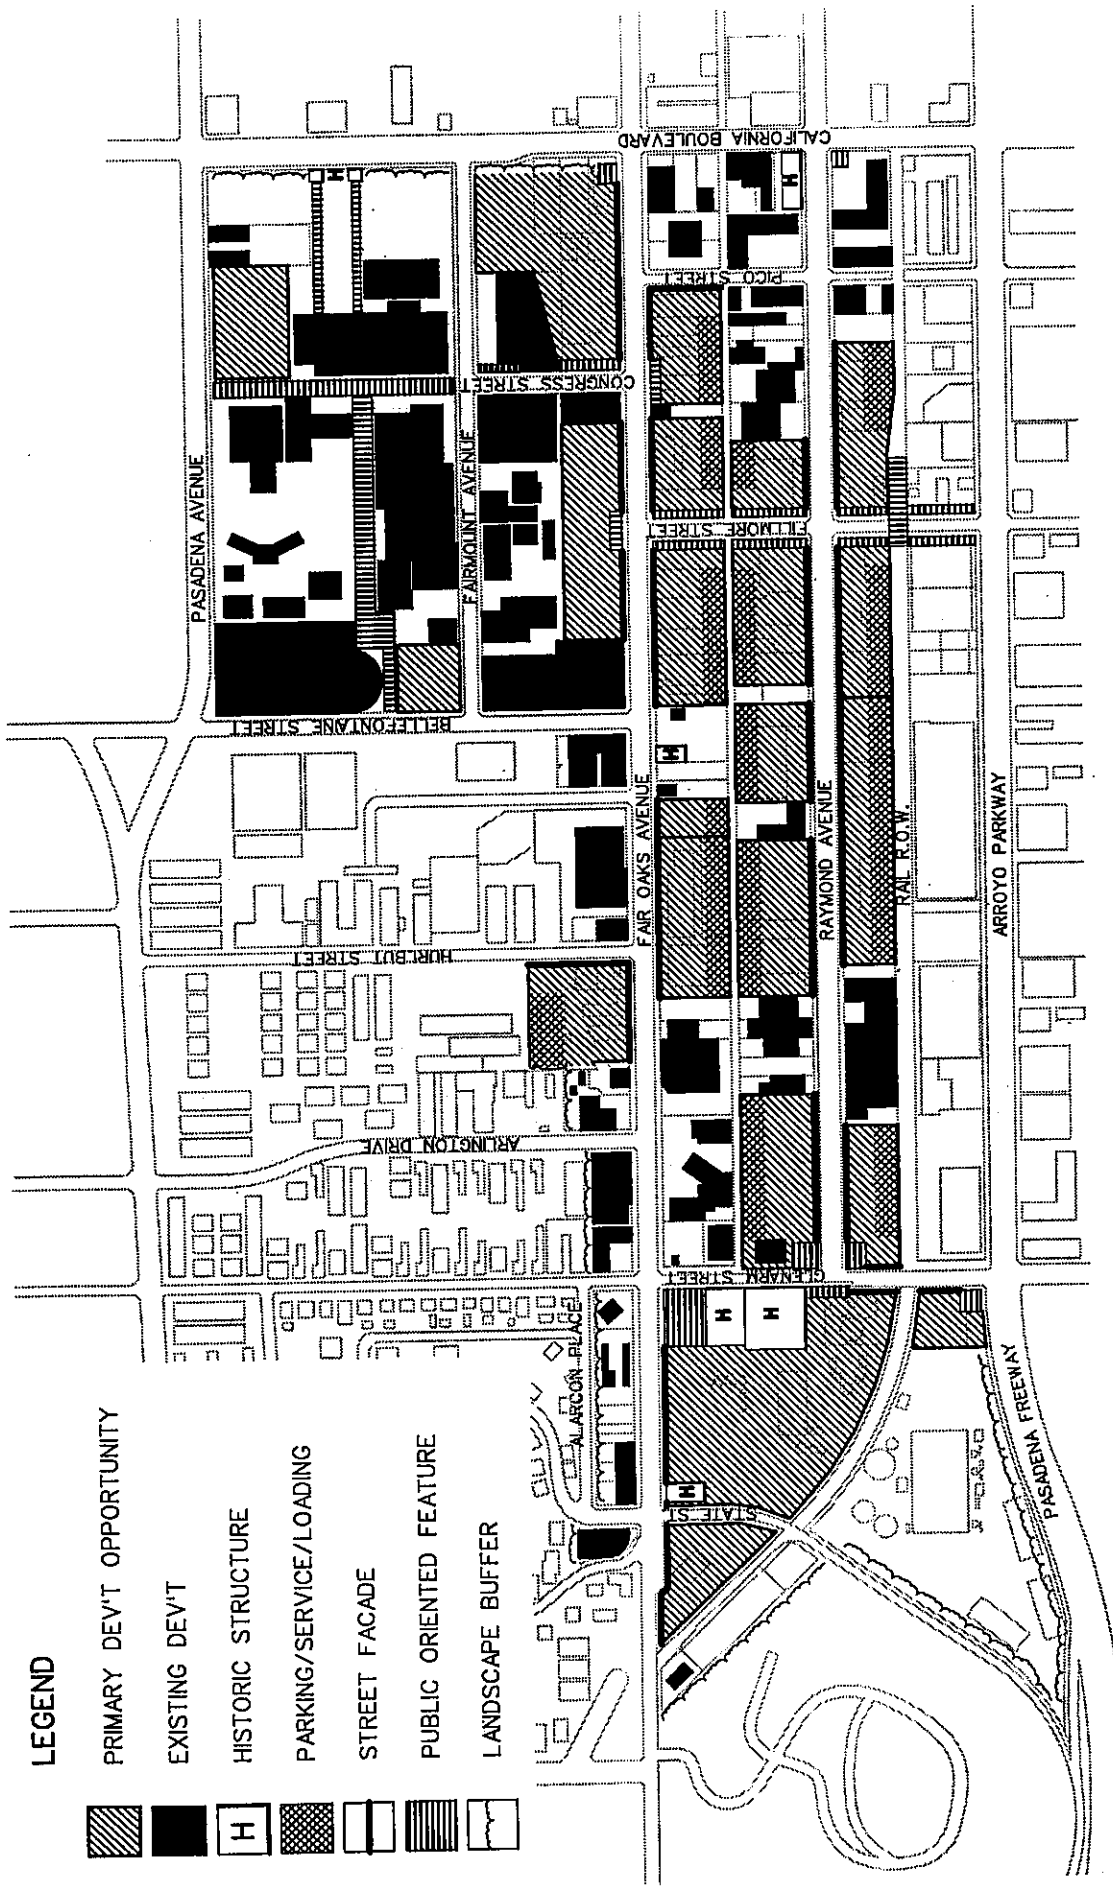 LEGEND
PRIMARY DEV'T OPPORTUNITY
EXISTING DEV'T
H
HISTORIC STRUCTURE
PARKING/SERVICE/LOADING
STREET FACADE
PUBLIC ORIENTED FEATURE
LANDSCAPE BUFFER
PASADENA AVENUE
FAIRMOUNT AVENUE
CONGRESS STREET
CALIFORNIA BOULEVARD
PICO STREET
FILLMORE STREET
BELLEFONTAINE STREET
HURLBUT STREET
ARLINGTON DRIVE
FAIR OAKS AVENUE
RAYMOND AVENUE
RAIL R.O.W.
ARROYO PARKWAY
GLENARM STREET
ALARCON PLACE
STATE ST.
PASADENA FREEWAY
H
H
H
H
H
H